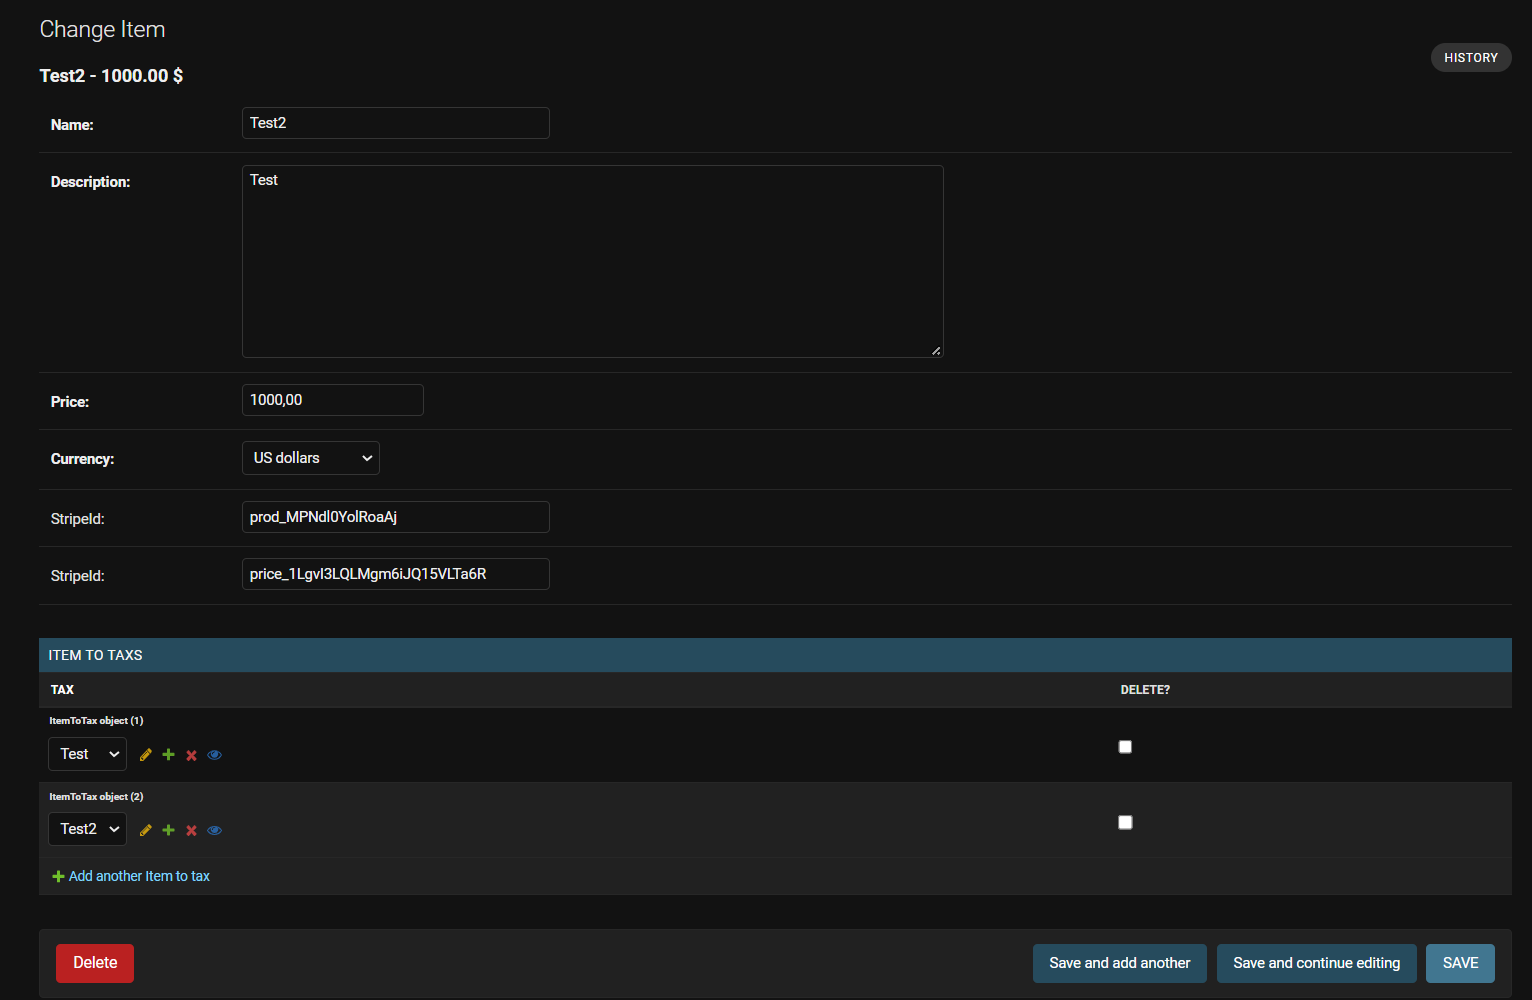 Change Item
HISTORY
Test2 - 1000.00 $
Name: Test2
Description: Test
Price: 1000,00
Currency: US dollars
StripeId: prod_MPNdl0YolRoaAj
StripeId: price_1Lgvl3LQLMgm6iJQ15VLTa6R
ITEM TO TAXS
TAX DELETE?
ItemToTax object (1)
Test
ItemToTax object (2)
Test2
Add another Item to tax
Delete Save and add another Save and continue editing SAVE